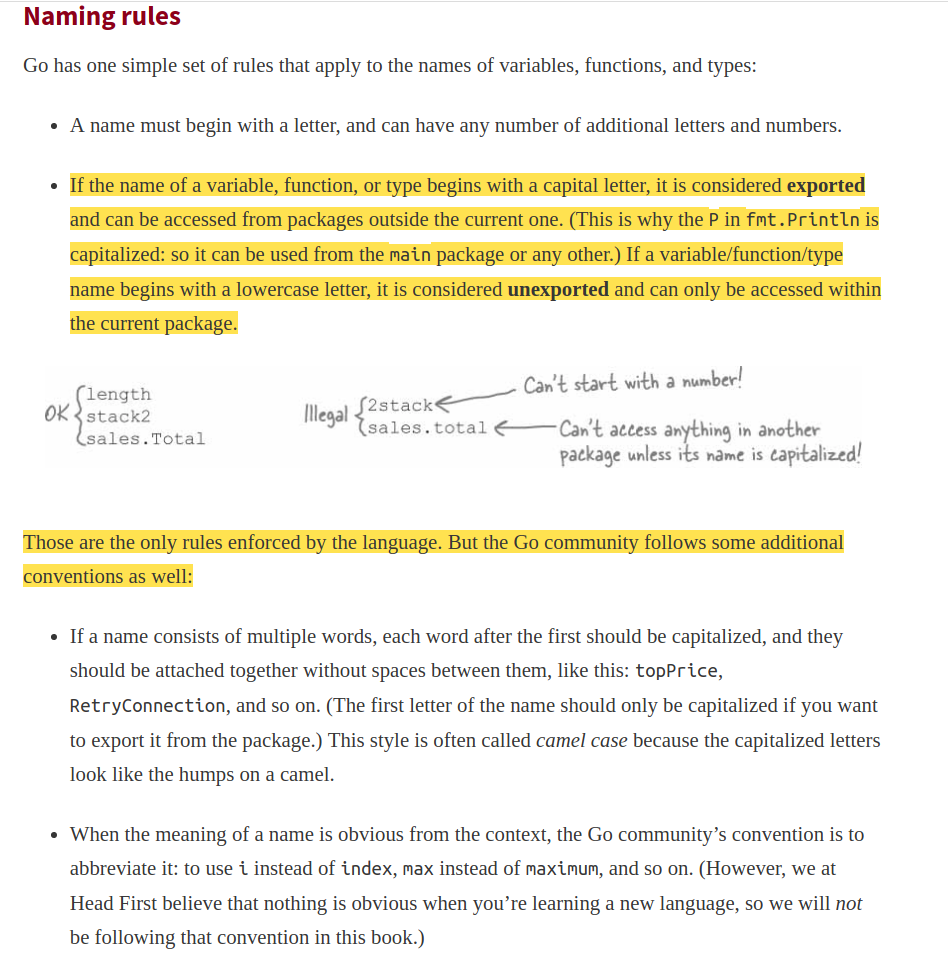 Naming rules
Go has one simple set of rules that apply to the names of variables, functions, and types:
• A name must begin with a letter, and can have any number of additional letters and numbers.
• If the name of a variable, function, or type begins with a capital letter, it is considered exported
and can be accessed from packages outside the current one. (This is why the P in fmt.Println is
capitalized: so it can be used from the main package or any other.) If a variable/function/type
name begins with a lowercase letter, it is considered unexported and can only be accessed within
the current package.
OK
length
stack2
sales.Total
Illegal
2stack
sales.total
Can't start with a number!
Can't access anything in another
package unless its name is capitalized!
Those are the only rules enforced by the language. But the Go community follows some additional
conventions as well:
• If a name consists of multiple words, each word after the first should be capitalized, and they
should be attached together without spaces between them, like this: topPrice,
RetryConnection, and so on. (The first letter of the name should only be capitalized if you want
to export it from the package.) This style is often called camel case because the capitalized letters
look like the humps on a camel.
• When the meaning of a name is obvious from the context, the Go community’s convention is to
abbreviate it: to use i instead of index, max instead of maximum, and so on. (However, we at
Head First believe that nothing is obvious when you’re learning a new language, so we will not
be following that convention in this book.)